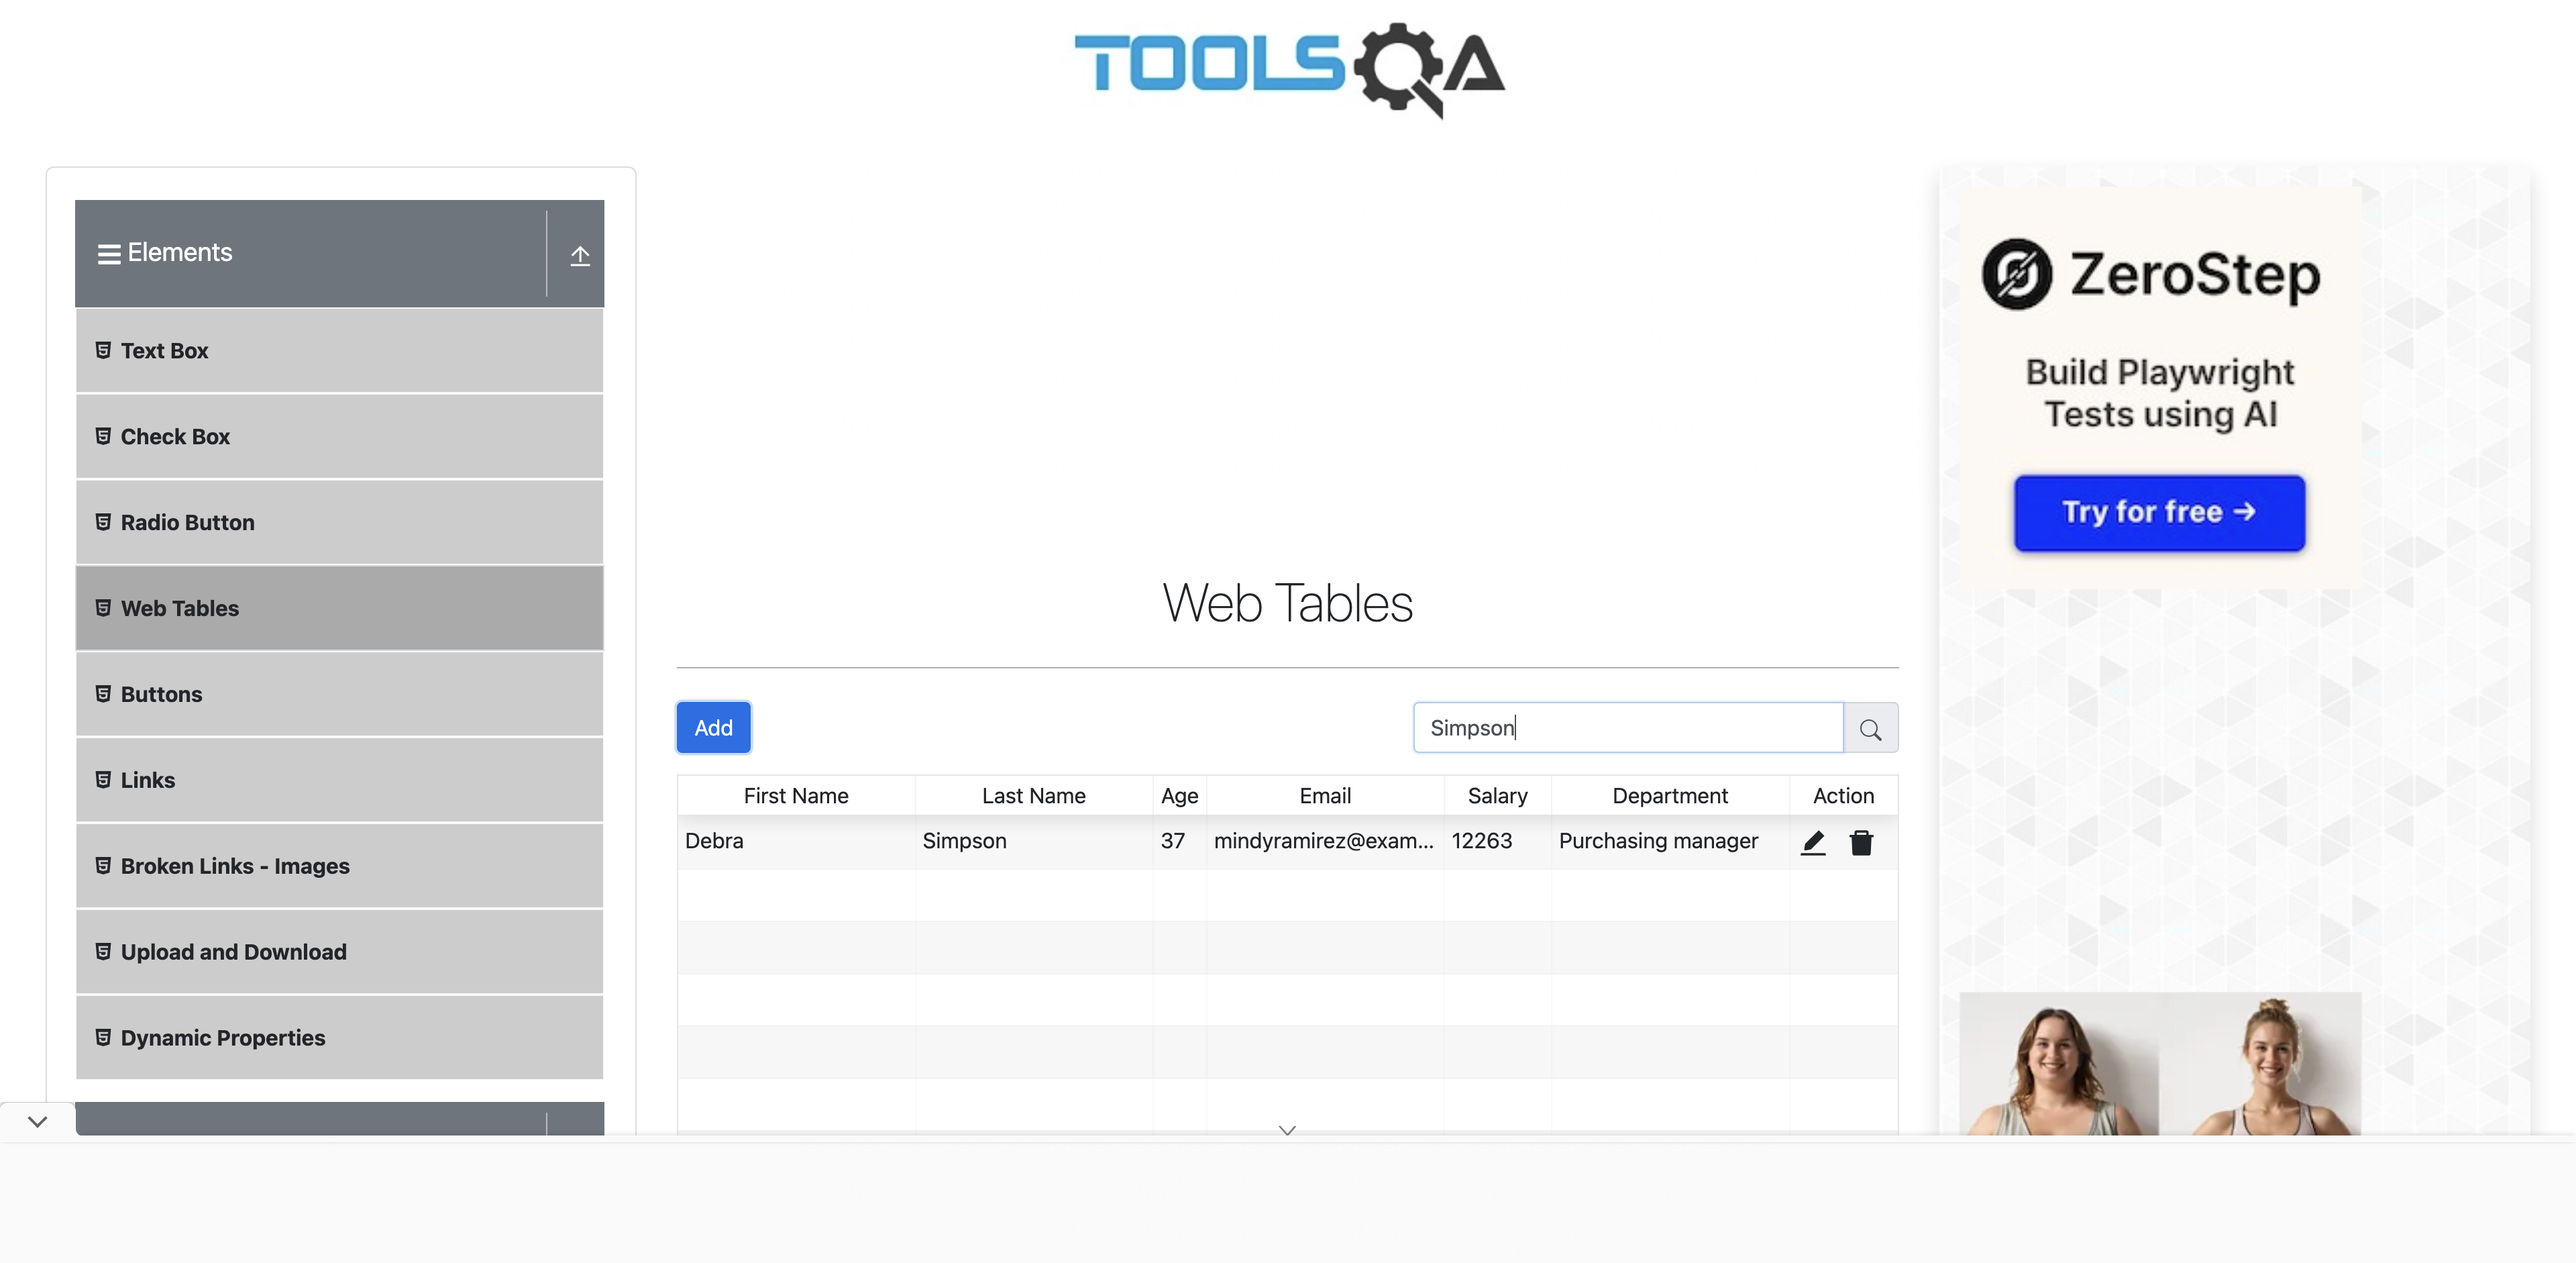 TOOLSQA
Elements
Text Box
Check Box
Radio Button
Web Tables
Buttons
Links
Broken Links - Images
Upload and Download
Dynamic Properties
Web Tables
Add
Simpson
First Name Last Name Age Email Salary Department Action
Debra Simpson 37 mindyramirez@exam... 12263 Purchasing manager
ZeroStep
Build Playwright
Tests using AI
Try for free →